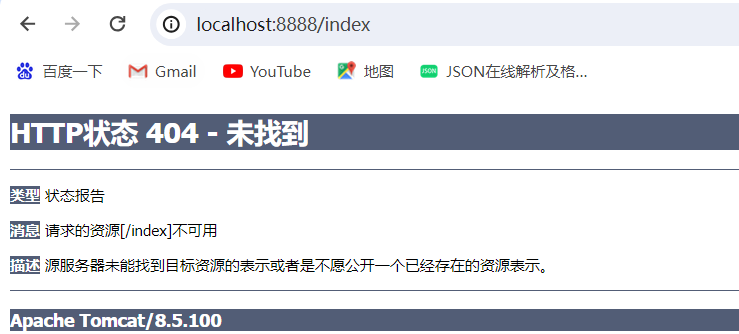 localhost:8888/index
百度一下 Gmail YouTube 地图 JSON JSON在线解析及格...
HTTP状态 404 - 未找到
类型 状态报告
消息 请求的资源[/index]不可用
描述 源服务器未能找到目标资源的表示或者是不愿公开一个已经存在的资源表示。
Apache Tomcat/8.5.100